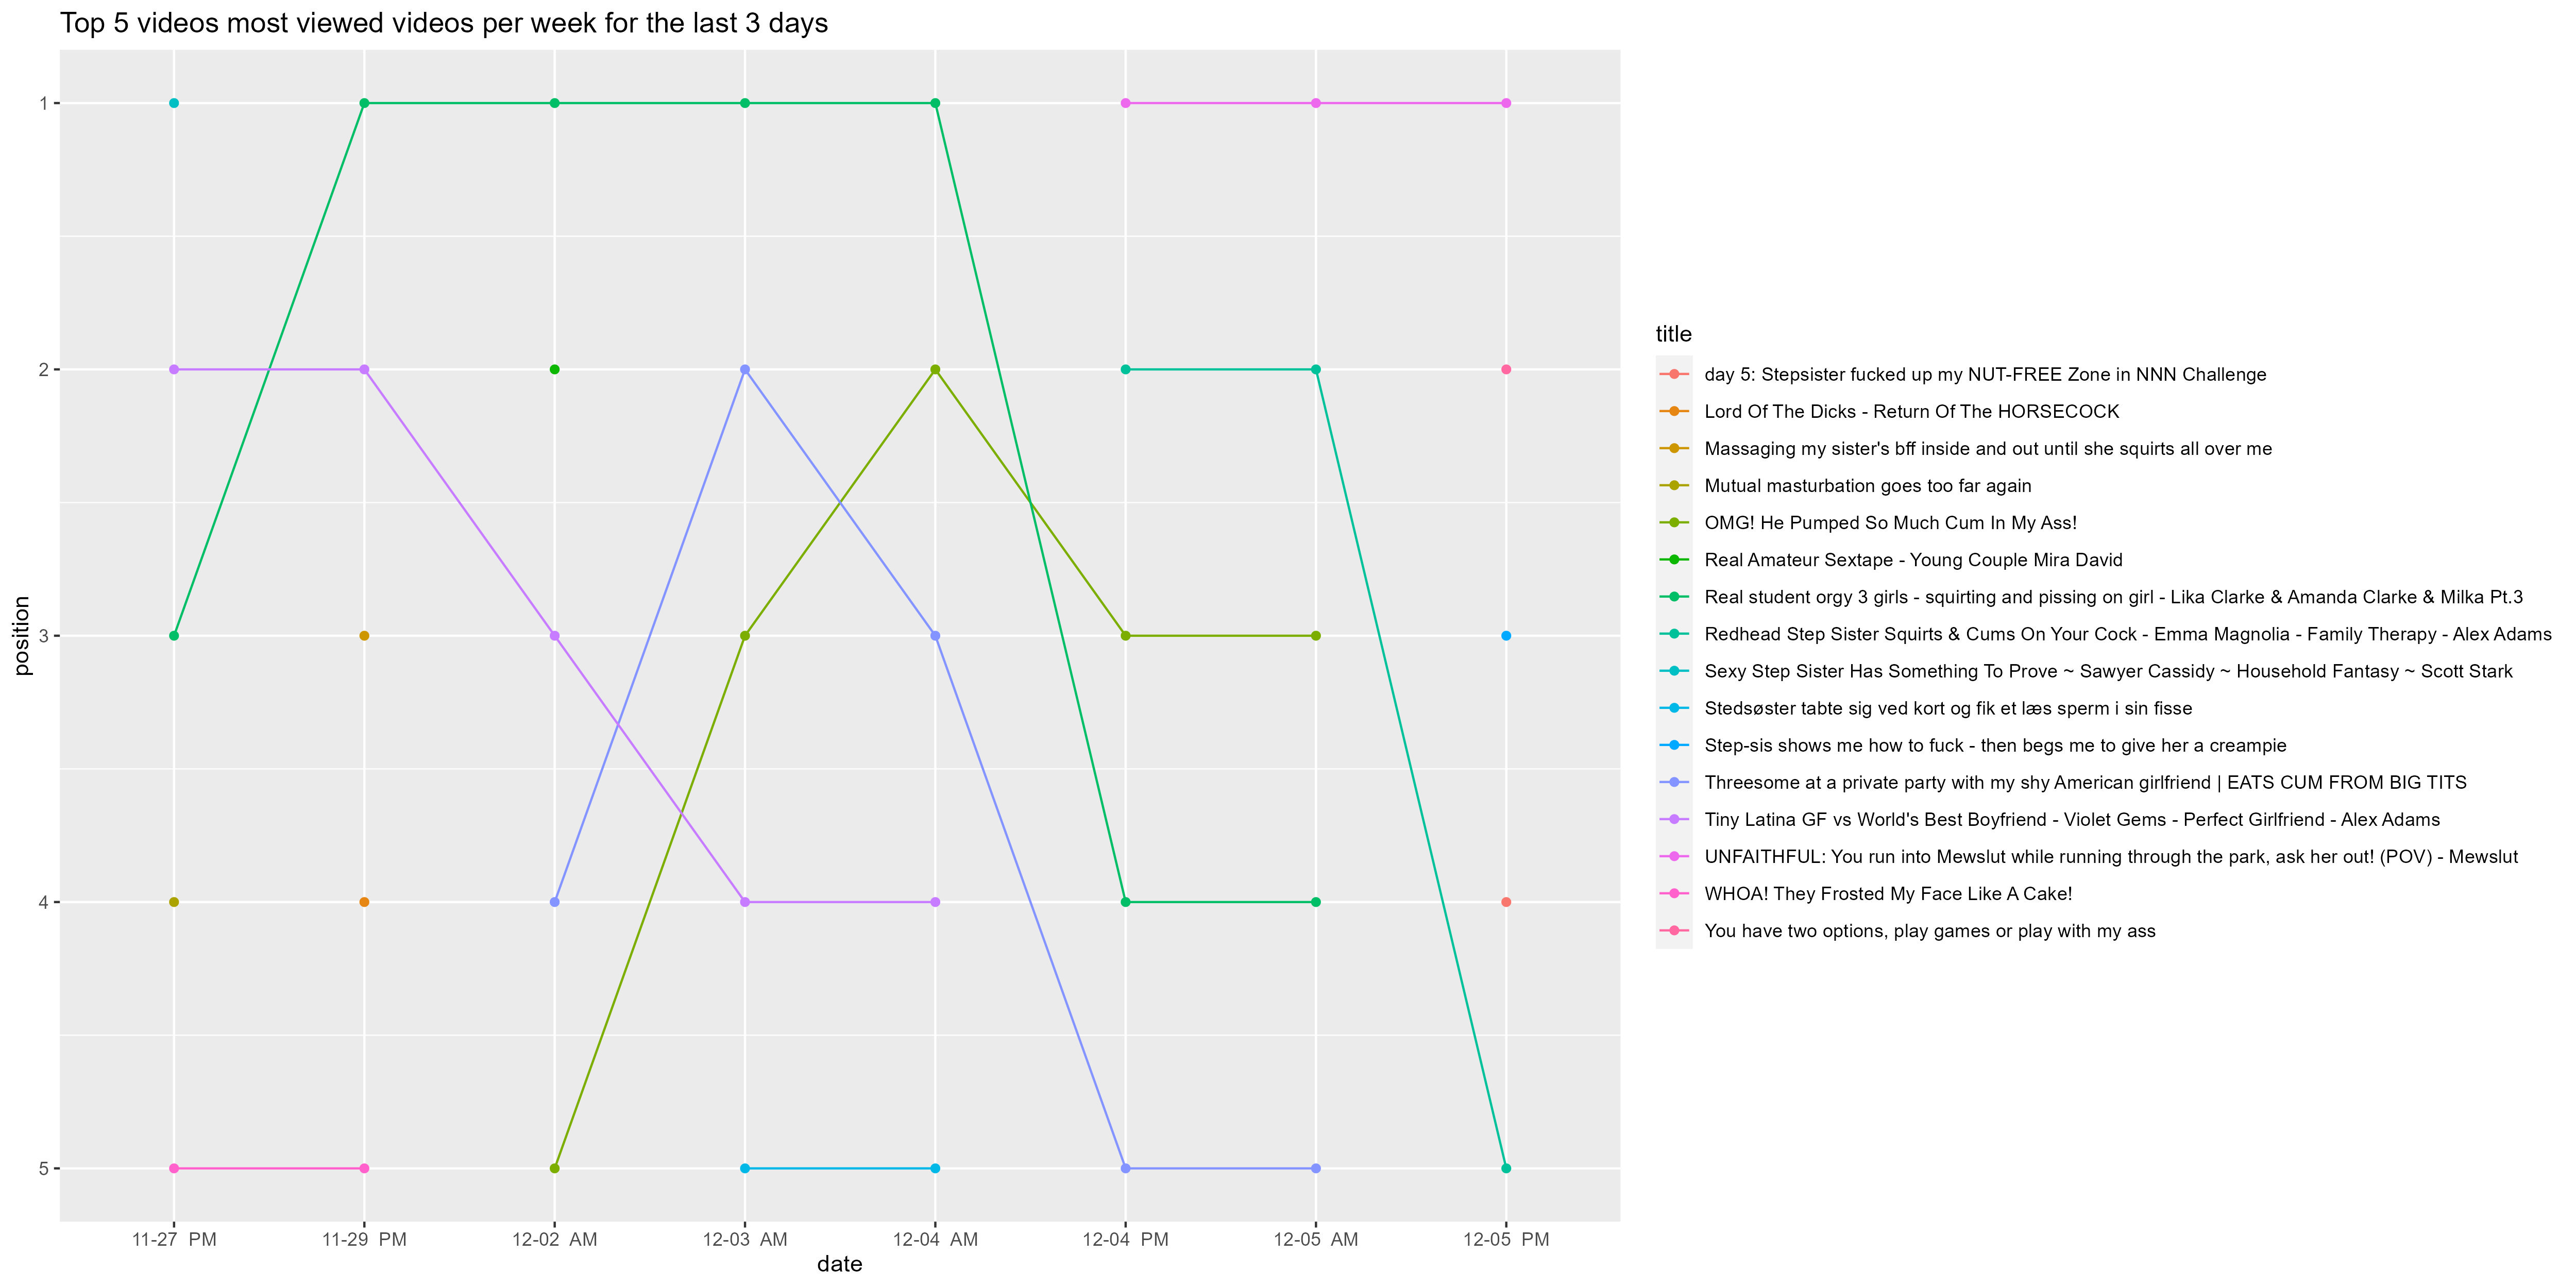 Top 5 videos most viewed videos per week for the last 3 days
position
1
2
3
4
5
11-27 PM
11-29 PM
12-02 AM
12-03 AM
12-04 AM
12-04 PM
12-05 AM
12-05 PM
date
title
day 5: Stepsister fucked up my NUT-FREE Zone in NNN Challenge
Lord Of The Dicks - Return Of The HORSECOCK
Massaging my sister's bff inside and out until she squirts all over me
Mutual masturbation goes too far again
OMG! He Pumped So Much Cum In My Ass!
Real Amateur Sextape - Young Couple Mira David
Real student orgy 3 girls - squirting and pissing on girl - Lika Clarke & Amanda Clarke & Milka Pt.3
Redhead Step Sister Squirts & Cums On Your Cock - Emma Magnolia - Family Therapy - Alex Adams
Sexy Step Sister Has Something To Prove ~ Sawyer Cassidy ~ Household Fantasy ~ Scott Stark
Stedsøster tabte sig ved kort og fik et læs sperm i sin fisse
Step-sis shows me how to fuck - then begs me to give her a creampie
Threesome at a private party with my shy American girlfriend | EATS CUM FROM BIG TITS
Tiny Latina GF vs World's Best Boyfriend - Violet Gems - Perfect Girlfriend - Alex Adams
UNFAITHFUL: You run into Mewslut while running through the park, ask her out! (POV) - Mewslut
WHOA! They Frosted My Face Like A Cake!
You have two options, play games or play with my ass